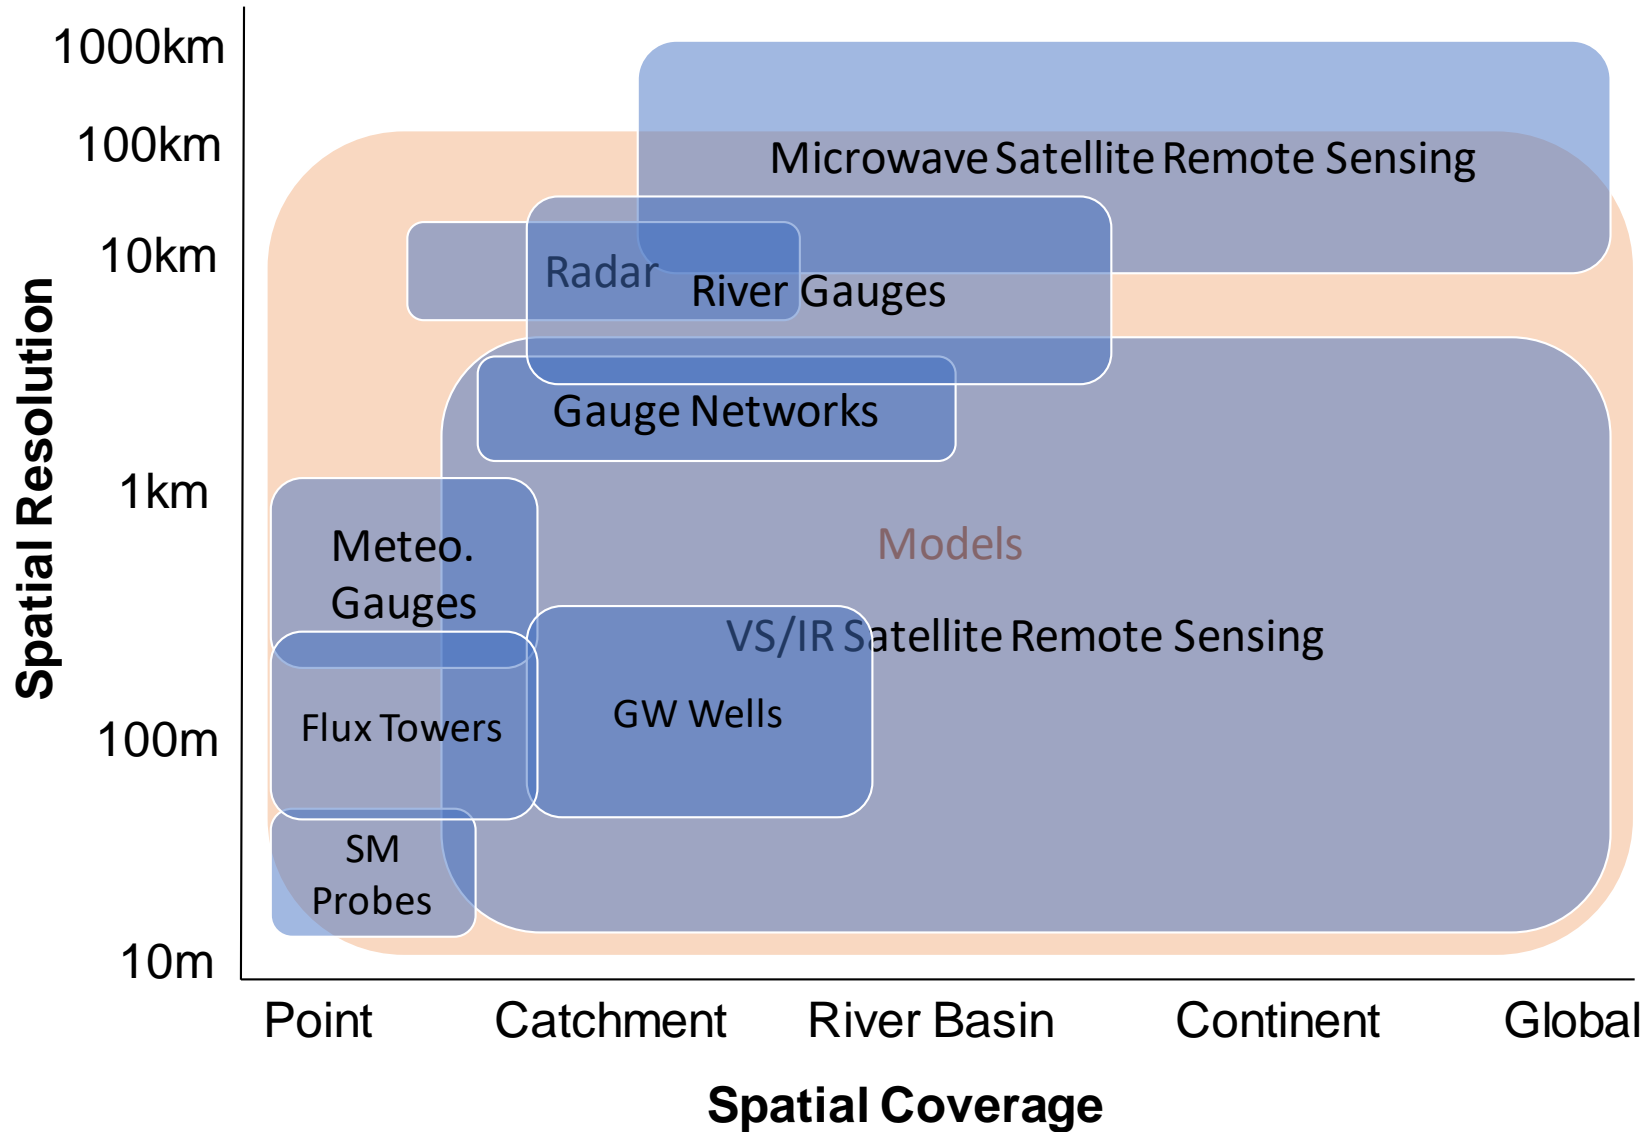 1000km
100km
10km
1km
100m
10m
Spatial Resolution
Microwave Satellite Remote Sensing
Radar
River Gauges
Gauge Networks
Meteo.
Gauges
Models
VS/IR Satellite Remote Sensing
Flux Towers
GW Wells
SM
Probes
Point
Catchment
River Basin
Continent
Global
Spatial Coverage